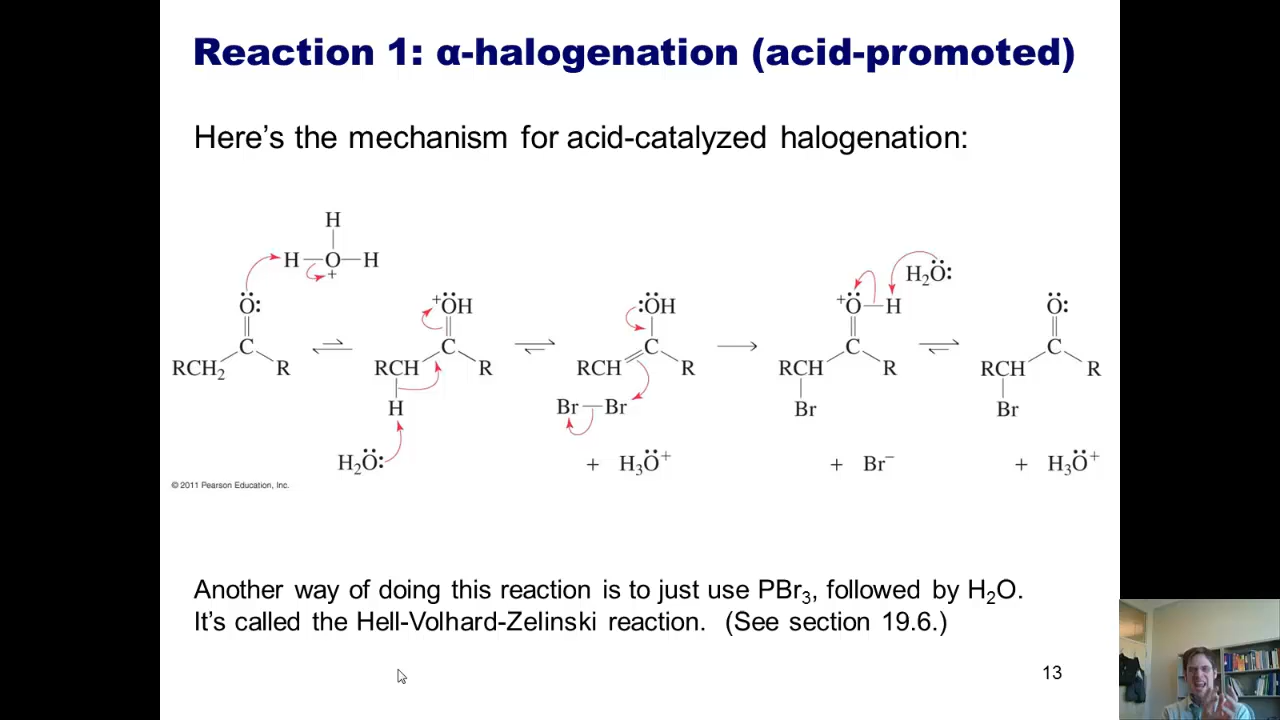 Reaction 1: α-halogenation (acid-promoted)
Here's the mechanism for acid-catalyzed halogenation:
H
H—O—H
+
Ö: +ÖH :ÖH +Ö—H H₂Ö: Ö:
C C C C C
RCH₂ R RCH R RCH R RCH R RCH R
H Br—Br Br Br
H₂Ö: + H₃Ö⁺ + Br⁻ + H₃Ö⁺
© 2011 Pearson Education, Inc.
Another way of doing this reaction is to just use PBr₃, followed by H₂O.
It's called the Hell-Volhard-Zelinski reaction. (See section 19.6.)
13